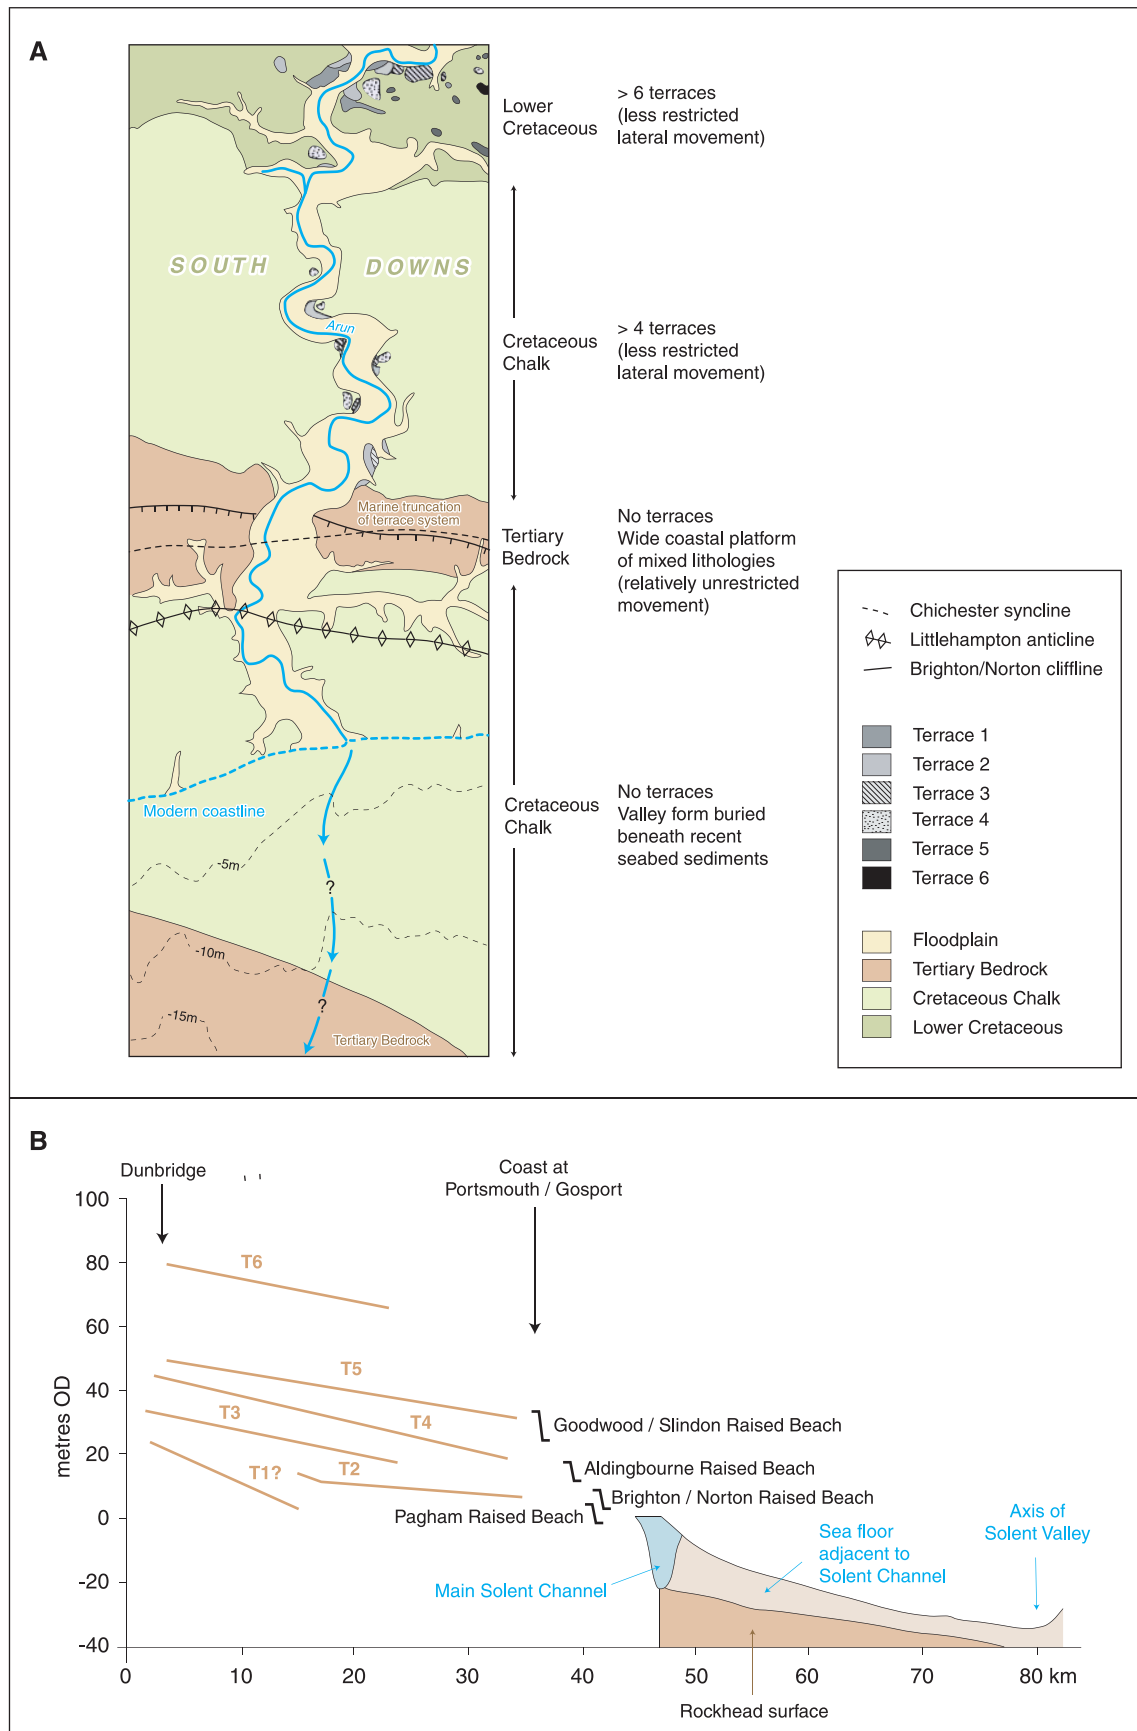 A
Lower
Cretaceous
> 6 terraces
(less restricted
lateral movement)
SOUTH DOWNS
Arun
Cretaceous
Chalk
> 4 terraces
(less restricted
lateral movement)
Marine truncation
of terrace system
Tertiary
Bedrock
No terraces
Wide coastal platform
of mixed lithologies
(relatively unrestricted
movement)
Modern coastline
Cretaceous
Chalk
No terraces
Valley form buried
beneath recent
seabed sediments
-5m
?
-10m
?
-15m
Tertiary Bedrock
Chichester syncline
Littlehampton anticline
Brighton/Norton cliffline
Terrace 1
Terrace 2
Terrace 3
Terrace 4
Terrace 5
Terrace 6
Floodplain
Tertiary Bedrock
Cretaceous Chalk
Lower Cretaceous
B
Dunbridge
Coast at
Portsmouth / Gosport
metres OD
100
80
60
40
20
0
-20
-40
T6
T5
T4
T3
T2
T1?
Goodwood / Slindon Raised Beach
Aldingbourne Raised Beach
Brighton / Norton Raised Beach
Pagham Raised Beach
Main Solent Channel
Sea floor
adjacent to
Solent Channel
Axis of
Solent Valley
0 10 20 30 40 50 60 70 80 km
Rockhead surface